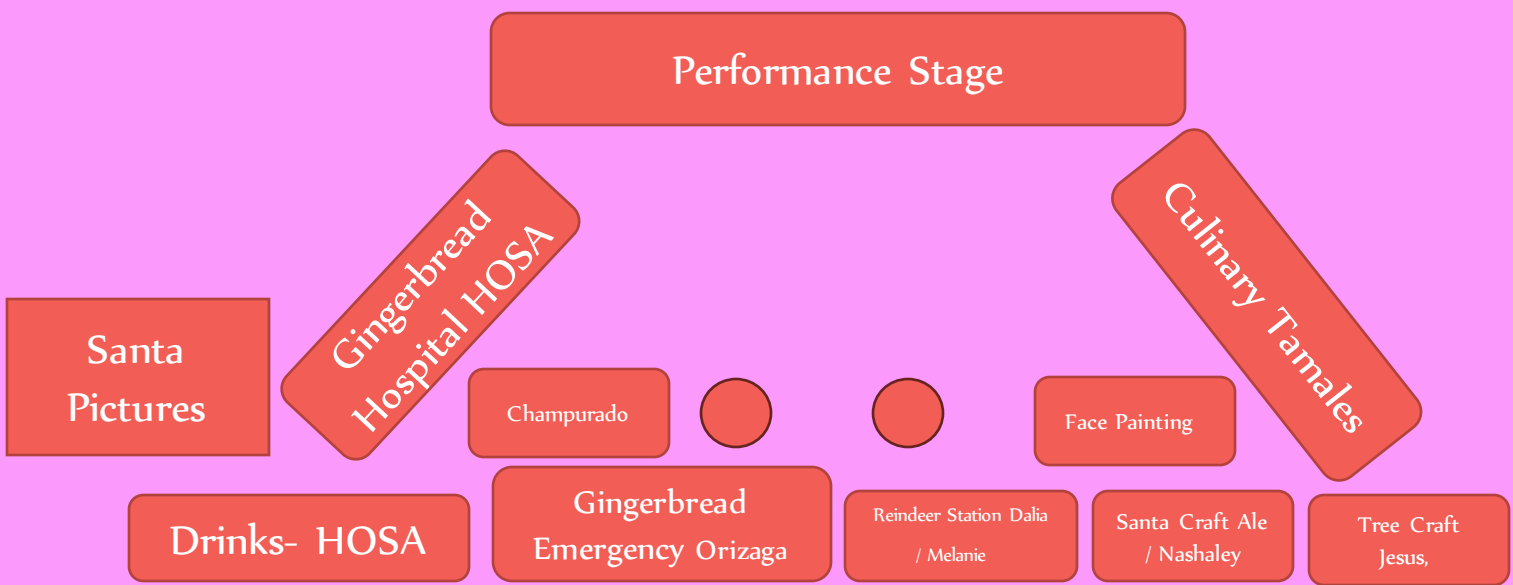 Performance Stage
Gingerbread
Hospital HOSA
Culinary Tamales
Santa
Pictures
Champurado
Face Painting
Drinks- HOSA
Gingerbread
Emergency Orizaga
Reindeer Station Dalia
/ Melanie
Santa Craft Ale
/ Nashaley
Tree Craft
Jesus,